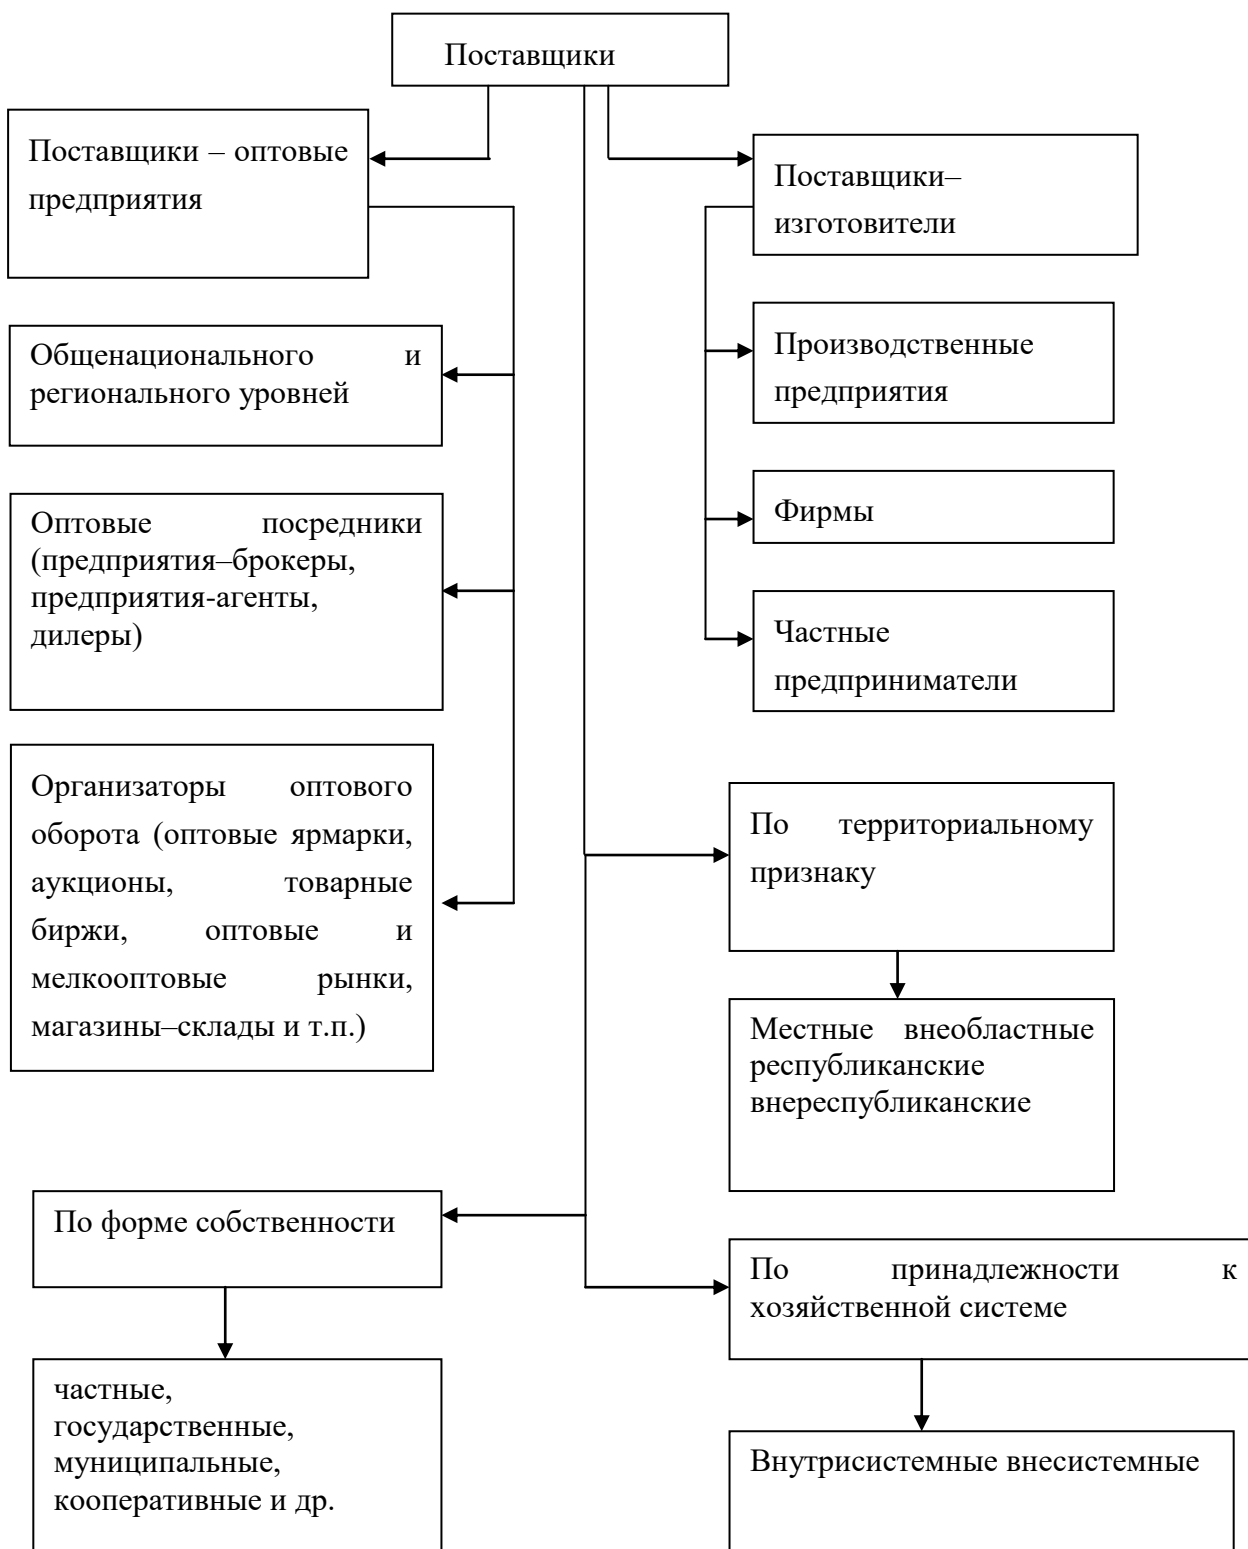 Поставщики
Поставщики – оптовые
предприятия
Поставщики–
изготовители
Общенационального и
регионального уровней
Производственные
предприятия
Оптовые посредники
(предприятия–брокеры,
предприятия-агенты,
дилеры)
Фирмы
Частные
предприниматели
Организаторы оптового
оборота (оптовые ярмарки,
аукционы, товарные
биржи, оптовые и
мелкооптовые рынки,
магазины–склады и т.п.)
По территориальному
признаку
Местные внеобластные
республиканские
внереспубликанские
По форме собственности
По принадлежности к
хозяйственной системе
частные,
государственные,
муниципальные,
кооперативные и др.
Внутрисистемные внесистемные